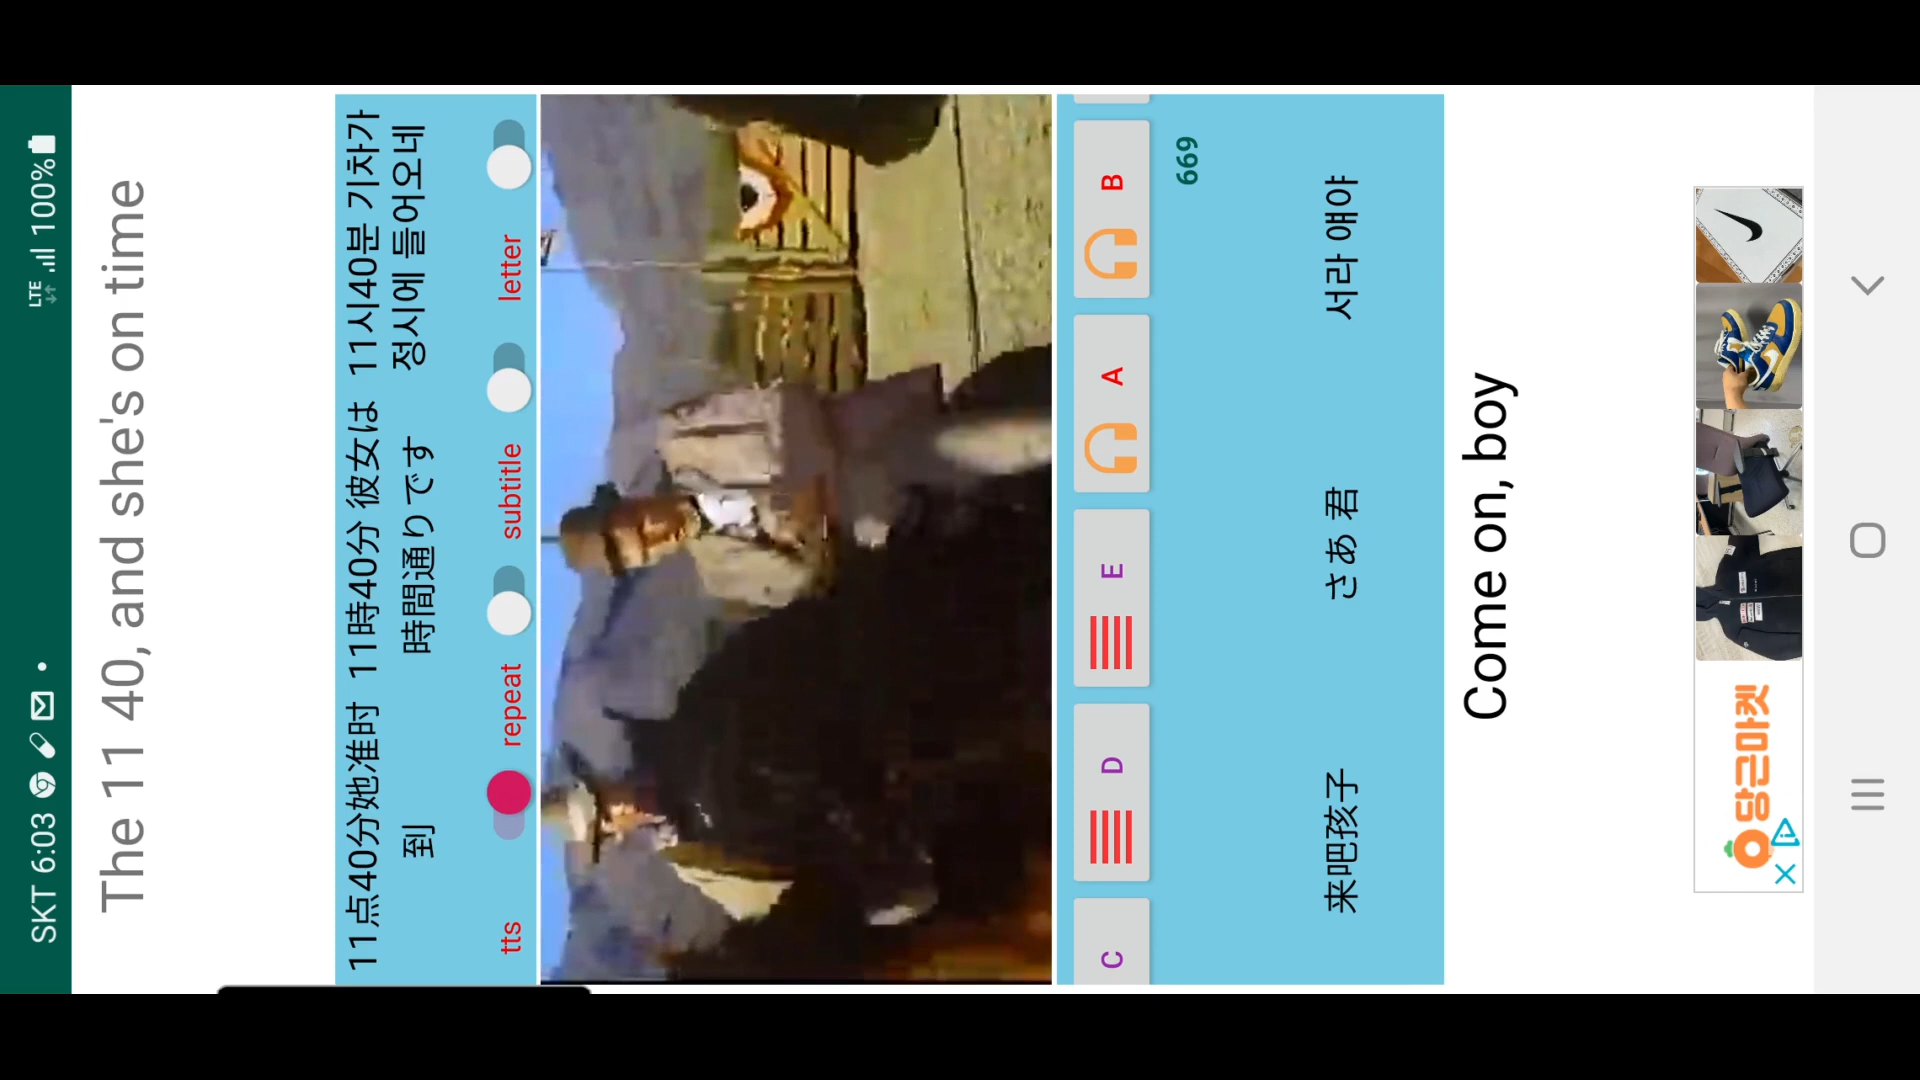 SKT 6:03
LTE 100%
The 11 40, and she's on time
11点40分她准时到
11時40分 彼女は時間通りです
11시40분 기차가 정시에 들어오네
tts repeat subtitle letter
C D E A B
669
来吧孩子 さあ 君 서라 얘야
Come on, boy
당근마켓